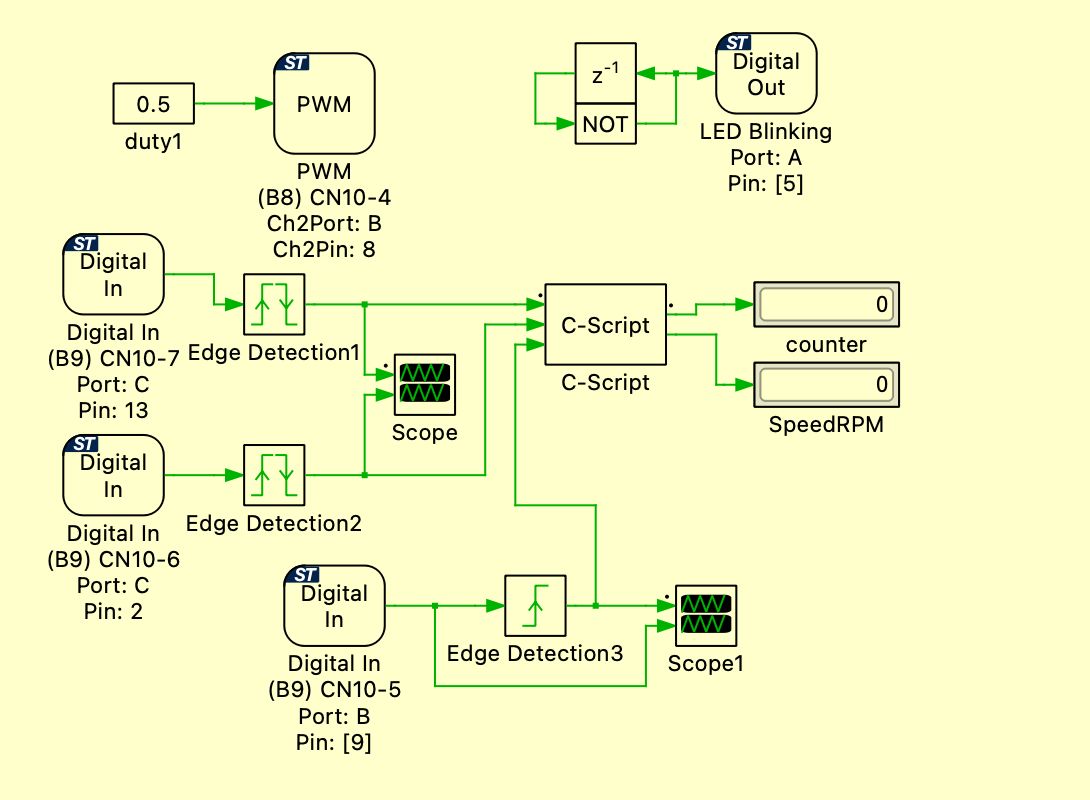 ST
PWM
0.5
duty1
PWM
(B8) CN10-4
Ch2Port: B
Ch2Pin: 8
z-1
NOT
ST
Digital
Out
LED Blinking
Port: A
Pin: [5]
ST
Digital
In
Digital In
(B9) CN10-7
Port: C
Pin: 13
Edge Detection1
Scope
C-Script
C-Script
0
counter
0
SpeedRPM
ST
Digital
In
Digital In
(B9) CN10-6
Port: C
Pin: 2
Edge Detection2
ST
Digital
In
Digital In
(B9) CN10-5
Port: B
Pin: [9]
Edge Detection3
Scope1